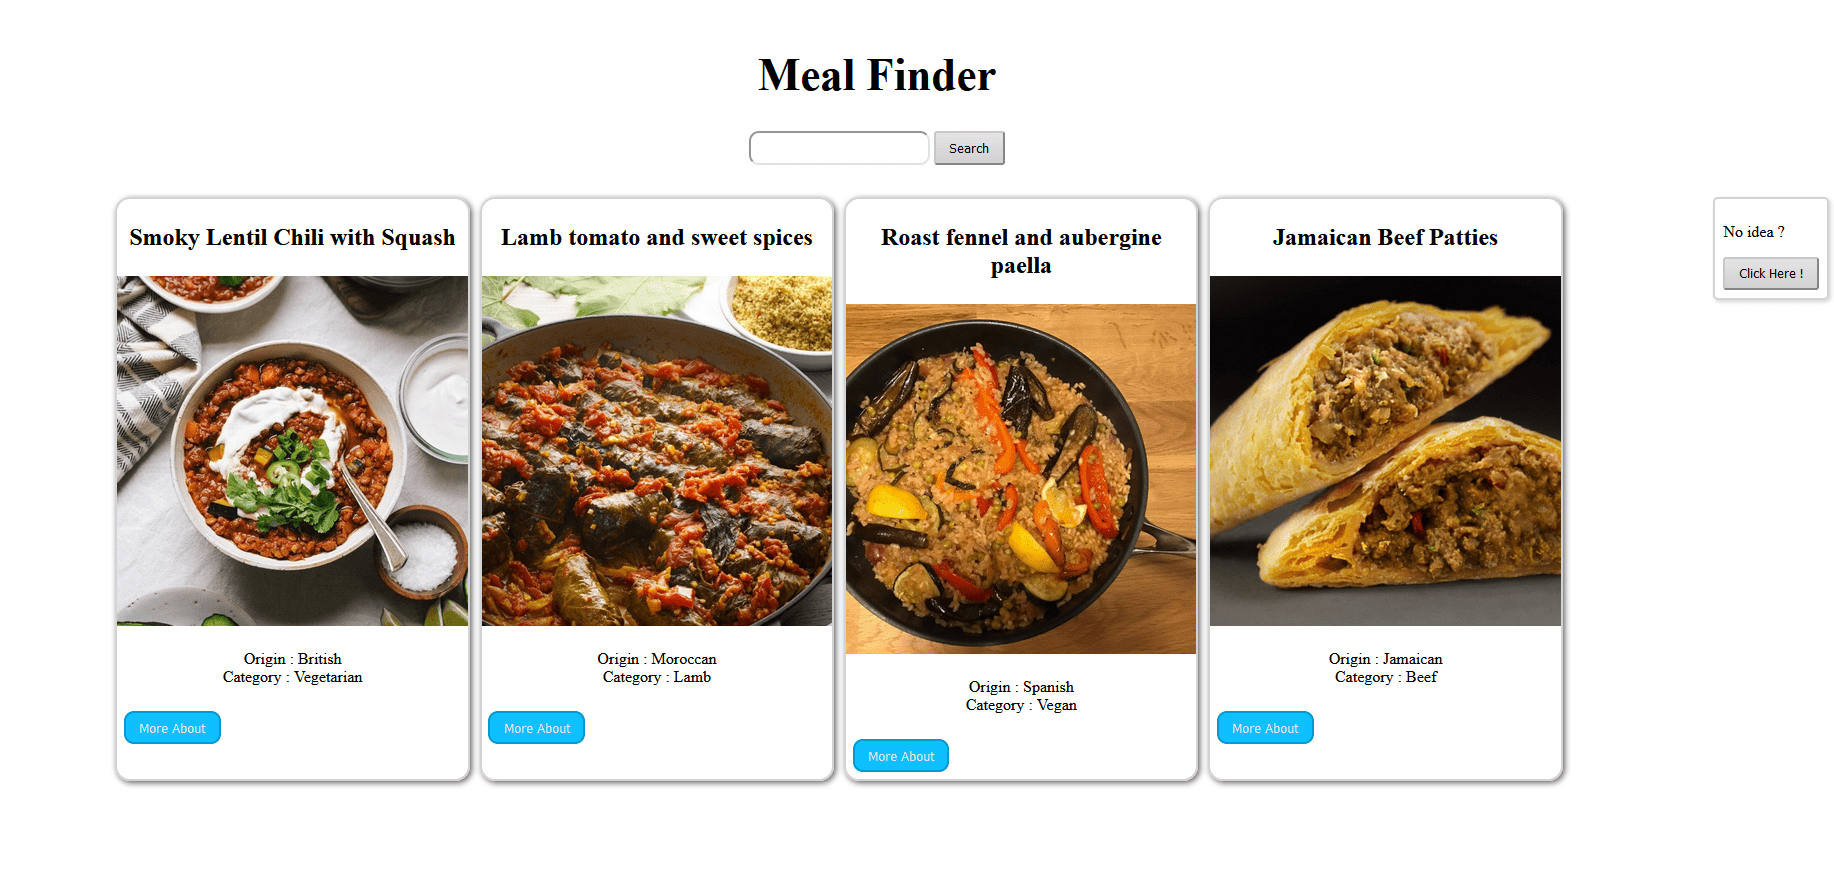 Meal Finder
Search
Smoky Lentil Chili with Squash
Origin : British
Category : Vegetarian
More About
Lamb tomato and sweet spices
Origin : Moroccan
Category : Lamb
More About
Roast fennel and aubergine
paella
Origin : Spanish
Category : Vegan
More About
Jamaican Beef Patties
Origin : Jamaican
Category : Beef
More About
No idea ?
Click Here !